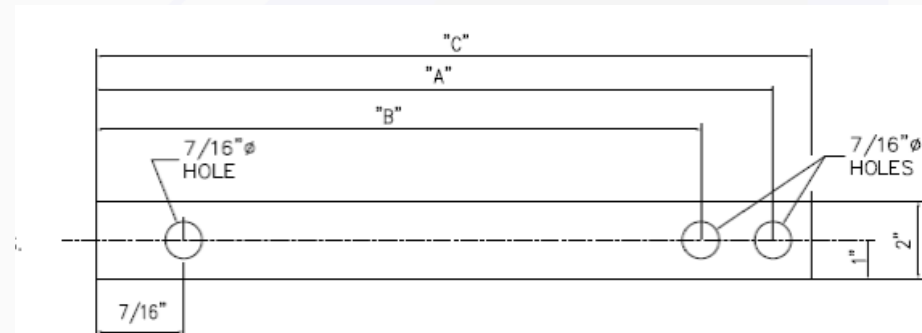 "C"
"A"
"B"
7/16"ø
HOLE
7/16"ø
HOLES
s.
1"
2"
7/16"